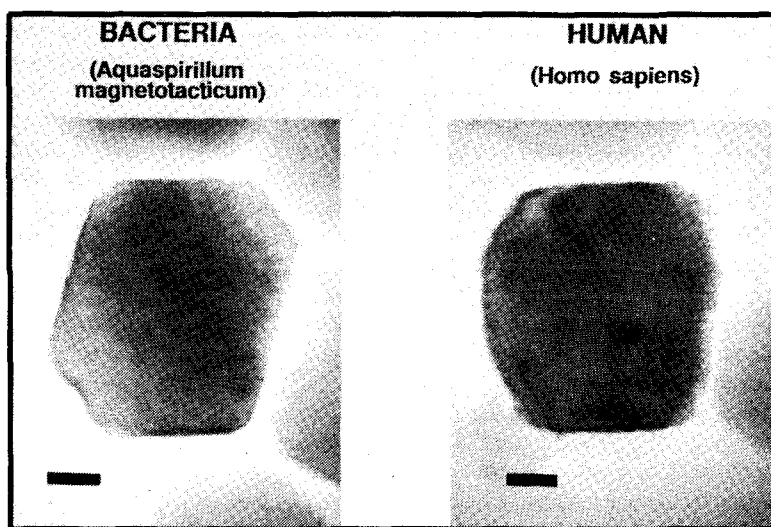 BACTERIA
(Aquaspirillum
magnetotacticum)
HUMAN
(Homo sapiens)